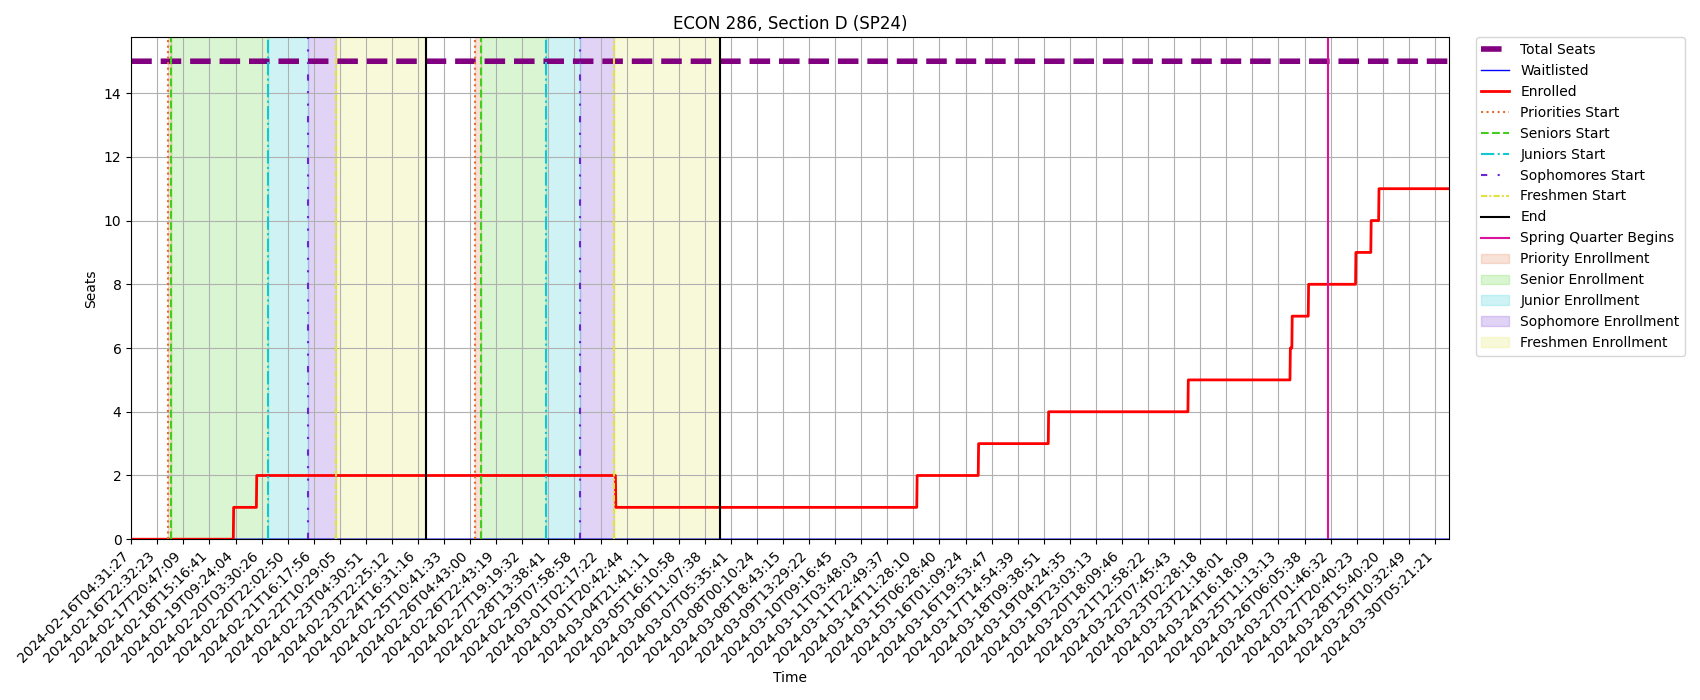 ECON 286, Section D (SP24)
Seats
14
12
10
8
6
4
2
0
2024-02-16T04:31:27
2024-02-16T22:32:23
2024-02-17T20:47:09
2024-02-18T15:16:41
2024-02-19T09:24:04
2024-02-20T03:30:26
2024-02-20T22:02:50
2024-02-21T16:17:56
2024-02-22T10:29:05
2024-02-23T04:30:51
2024-02-23T22:25:12
2024-02-24T16:31:16
2024-02-25T10:41:33
2024-02-26T04:43:00
2024-02-26T22:43:19
2024-02-27T19:19:32
2024-02-28T13:38:41
2024-02-29T07:58:58
2024-03-01T02:17:22
2024-03-01T20:42:44
2024-03-04T21:41:11
2024-03-05T16:10:58
2024-03-06T11:07:38
2024-03-07T05:35:41
2024-03-08T00:10:24
2024-03-08T18:43:15
2024-03-09T13:29:22
2024-03-10T09:16:45
2024-03-11T03:48:03
2024-03-11T22:49:37
2024-03-14T11:28:10
2024-03-15T06:28:40
2024-03-16T01:09:24
2024-03-16T19:53:47
2024-03-17T14:54:39
2024-03-18T09:38:51
2024-03-19T04:24:35
2024-03-19T23:03:13
2024-03-20T18:09:46
2024-03-21T12:58:22
2024-03-22T07:45:43
2024-03-23T02:28:18
2024-03-23T21:18:01
2024-03-24T16:18:09
2024-03-25T11:13:13
2024-03-26T06:05:38
2024-03-27T01:46:32
2024-03-27T20:40:23
2024-03-28T15:40:20
2024-03-29T10:32:49
2024-03-30T05:21:21
Time
Total Seats
Waitlisted
Enrolled
Priorities Start
Seniors Start
Juniors Start
Sophomores Start
Freshmen Start
End
Spring Quarter Begins
Priority Enrollment
Senior Enrollment
Junior Enrollment
Sophomore Enrollment
Freshmen Enrollment